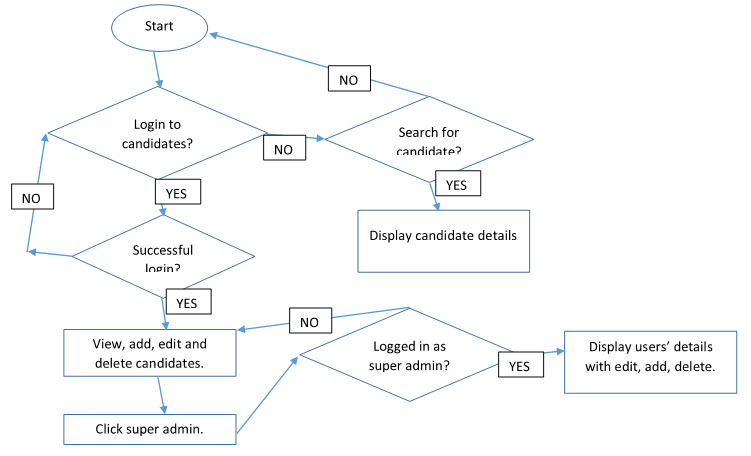 Start
NO
Login to
candidates?
NO
Search for
candidate?
YES
YES
NO
Display candidate details
Successful
login?
YES
NO
View, add, edit and
delete candidates.
Logged in as
super admin?
YES
Display users’ details
with edit, add, delete.
Click super admin.